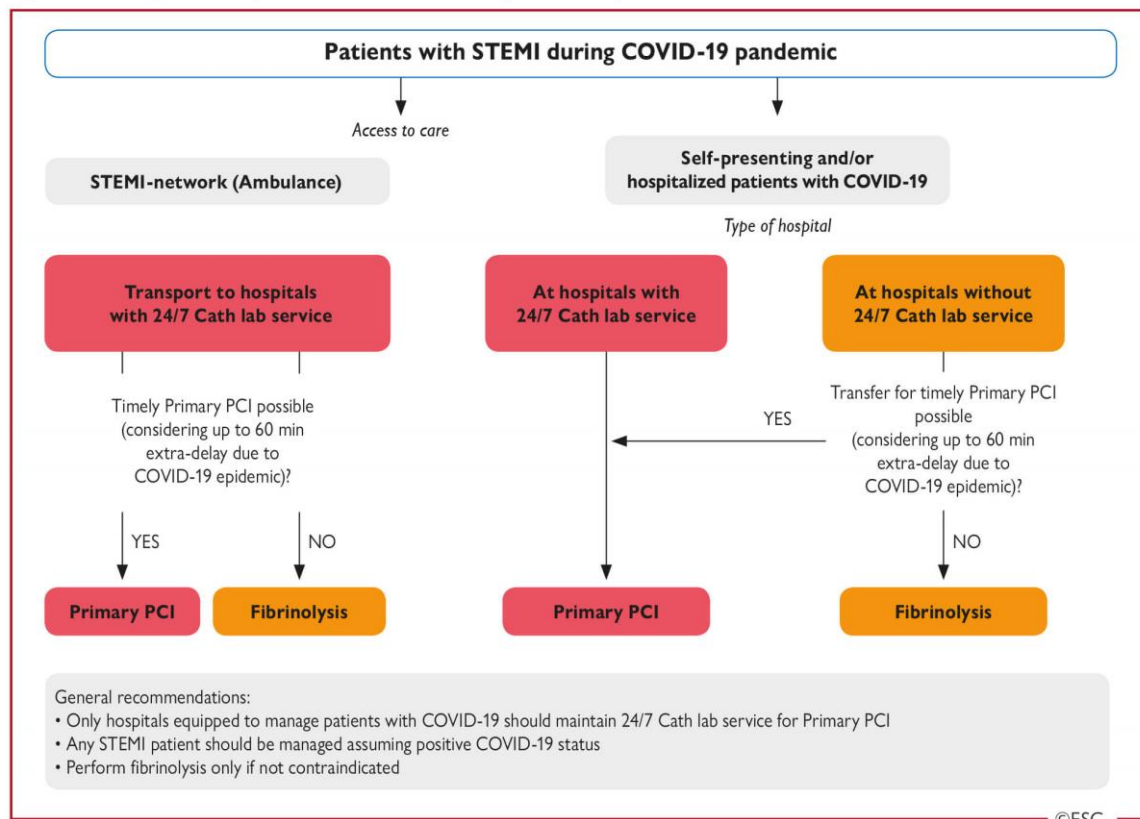 Patients with STEMI during COVID-19 pandemic
Access to care
STEMI-network (Ambulance)
Self-presenting and/or
hospitalized patients with COVID-19
Type of hospital
Transport to hospitals
with 24/7 Cath lab service
At hospitals with
24/7 Cath lab service
At hospitals without
24/7 Cath lab service
Timely Primary PCI possible
(considering up to 60 min
extra-delay due to
COVID-19 epidemic)?
YES
Transfer for timely Primary PCI
possible
(considering up to 60 min
extra-delay due to
COVID-19 epidemic)?
YES
NO
NO
Primary PCI
Fibrinolysis
Primary PCI
Fibrinolysis
General recommendations:
• Only hospitals equipped to manage patients with COVID-19 should maintain 24/7 Cath lab service for Primary PCI
• Any STEMI patient should be managed assuming positive COVID-19 status
• Perform fibrinolysis only if not contraindicated
©ESC